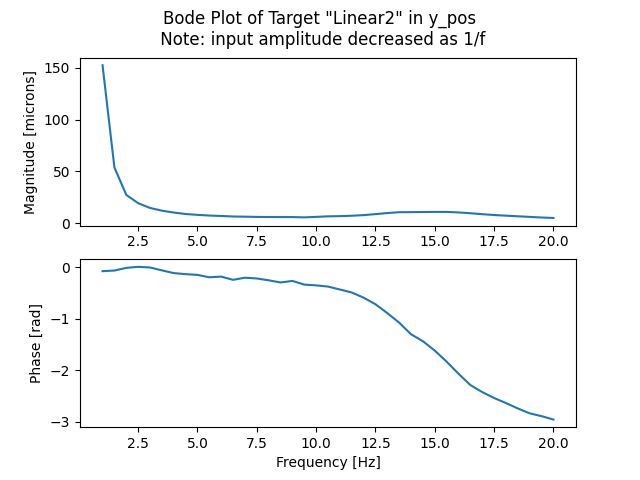 Bode Plot of Target "Linear2" in y_pos
Note: input amplitude decreased as 1/f
Magnitude [microns]
150
100
50
0
2.5 5.0 7.5 10.0 12.5 15.0 17.5 20.0
Phase [rad]
0
−1
−2
−3
2.5 5.0 7.5 10.0 12.5 15.0 17.5 20.0
Frequency [Hz]